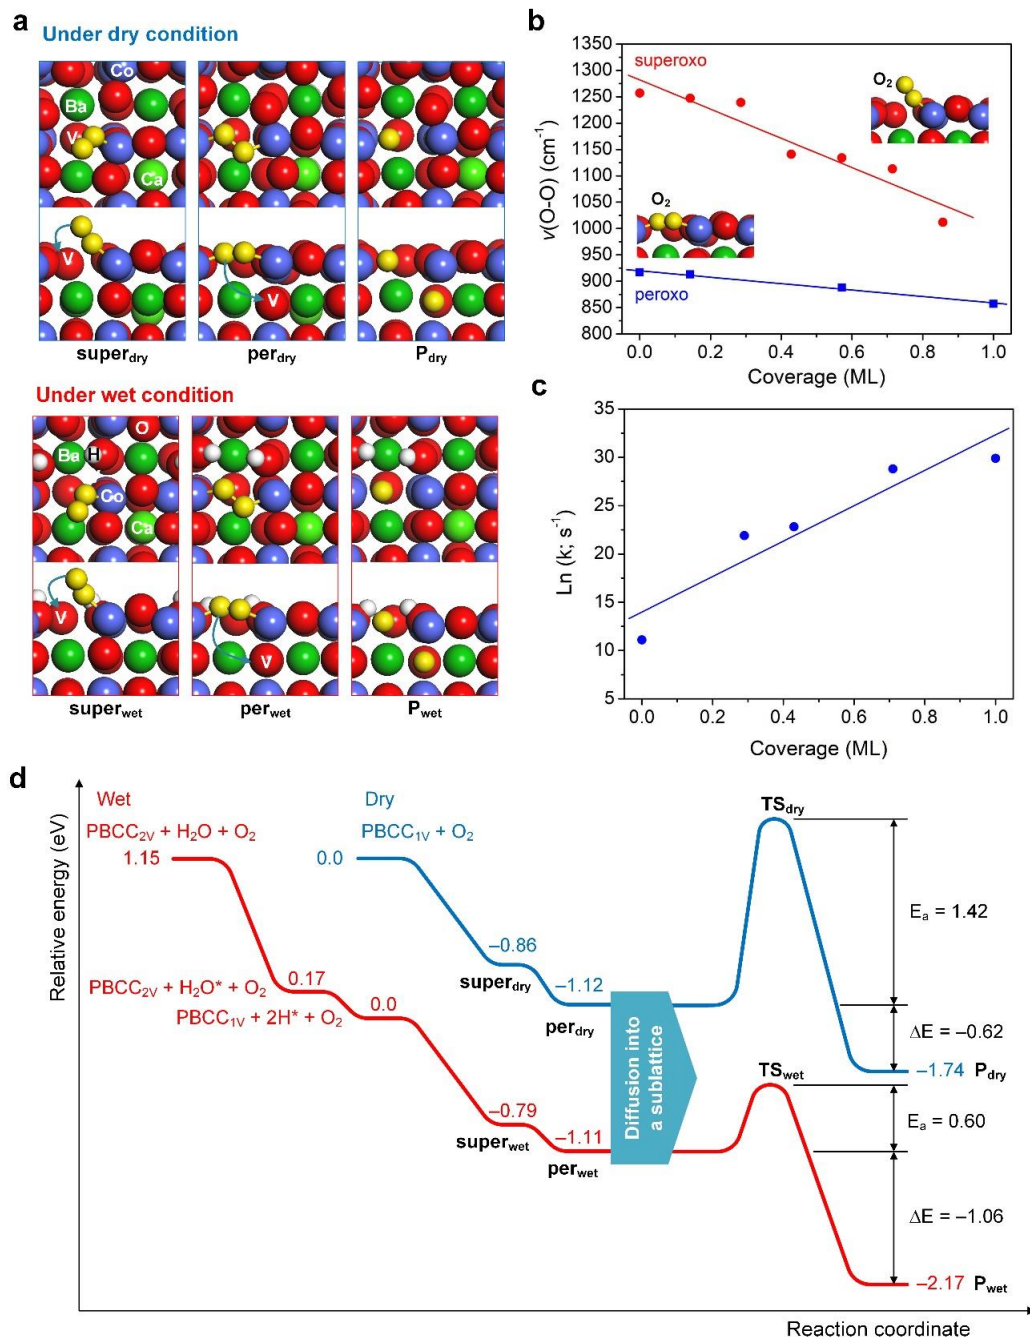 a
Under dry condition
Co
Ba
V
Ca
V
V
super_dry
per_dry
P_dry
Under wet condition
O
Ba
H
Co
Ca
V
V
super_wet
per_wet
P_wet
b
1350
1300
1250
1200
1150
1100
1050
1000
950
900
850
800
ν(O-O) (cm⁻¹)
superoxo
O₂
O₂
peroxo
0.0 0.2 0.4 0.6 0.8 1.0
Coverage (ML)
c
35
30
25
20
15
10
5
Ln (k; s⁻¹)
0.0 0.2 0.4 0.6 0.8 1.0
Coverage (ML)
d
Relative energy (eV)
Wet
PBCC₂V + H₂O + O₂
1.15
Dry
PBCC₁V + O₂
0.0
0.17
PBCC₂V + H₂O* + O₂
0.0
PBCC₁V + 2H* + O₂
–0.86
super_dry
–1.12
per_dry
–0.79
super_wet
–1.11
per_wet
Diffusion into
a sublattice
TS_dry
Eₐ = 1.42
ΔE = –0.62
–1.74 P_dry
TS_wet
Eₐ = 0.60
ΔE = –1.06
–2.17 P_wet
Reaction coordinate